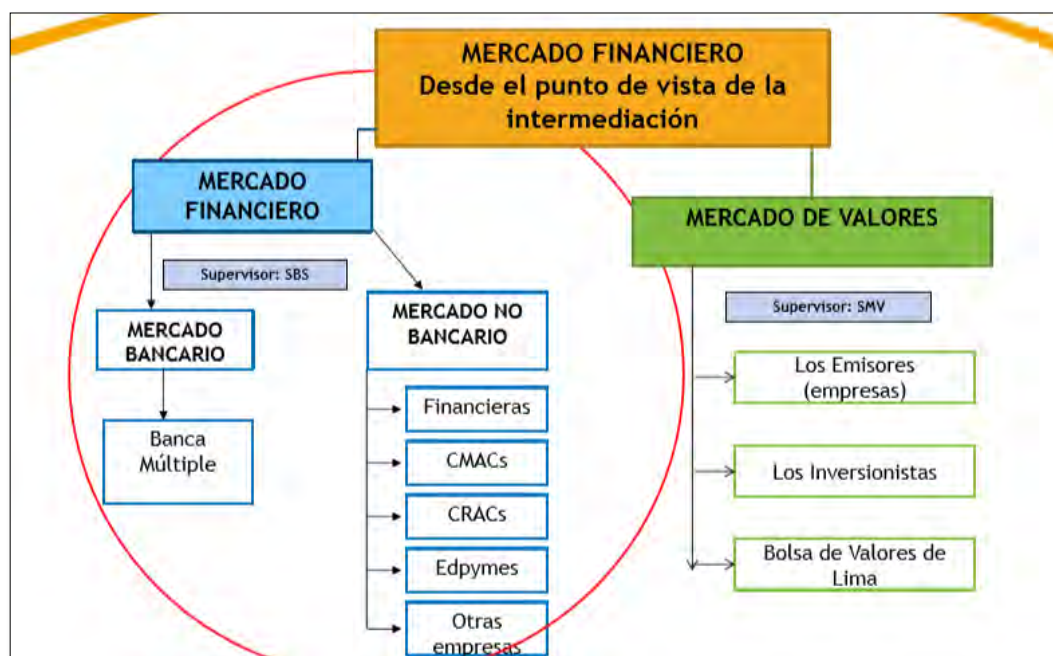 MERCADO FINANCIERO
Desde el punto de vista de la
intermediación
MERCADO
FINANCIERO
Supervisor: SBS
MERCADO
BANCARIO
Banca
Múltiple
MERCADO NO
BANCARIO
Financieras
CMACs
CRACs
Edpymes
Otras
empresas
MERCADO DE VALORES
Supervisor: SMV
Los Emisores
(empresas)
Los Inversionistas
Bolsa de Valores de
Lima